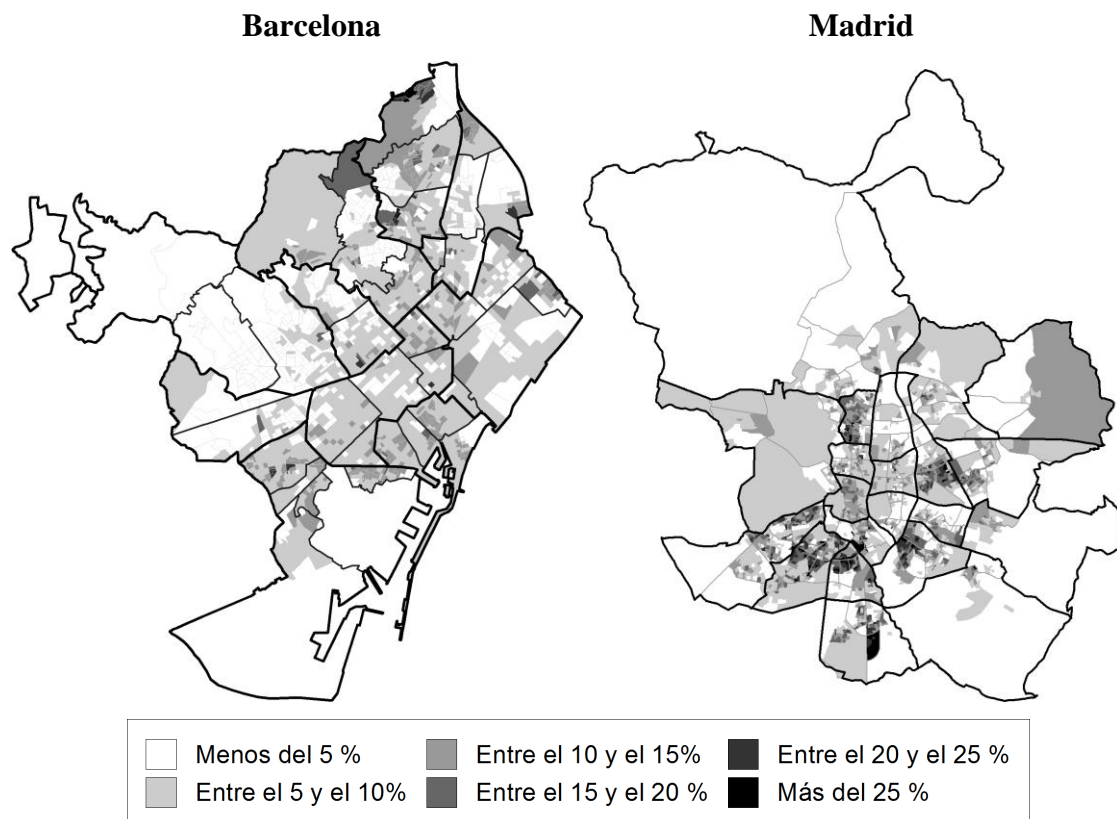 Barcelona
Madrid
Menos del 5 %
Entre el 10 y el 15%
Entre el 20 y el 25 %
Entre el 5 y el 10%
Entre el 15 y el 20 %
Más del 25 %